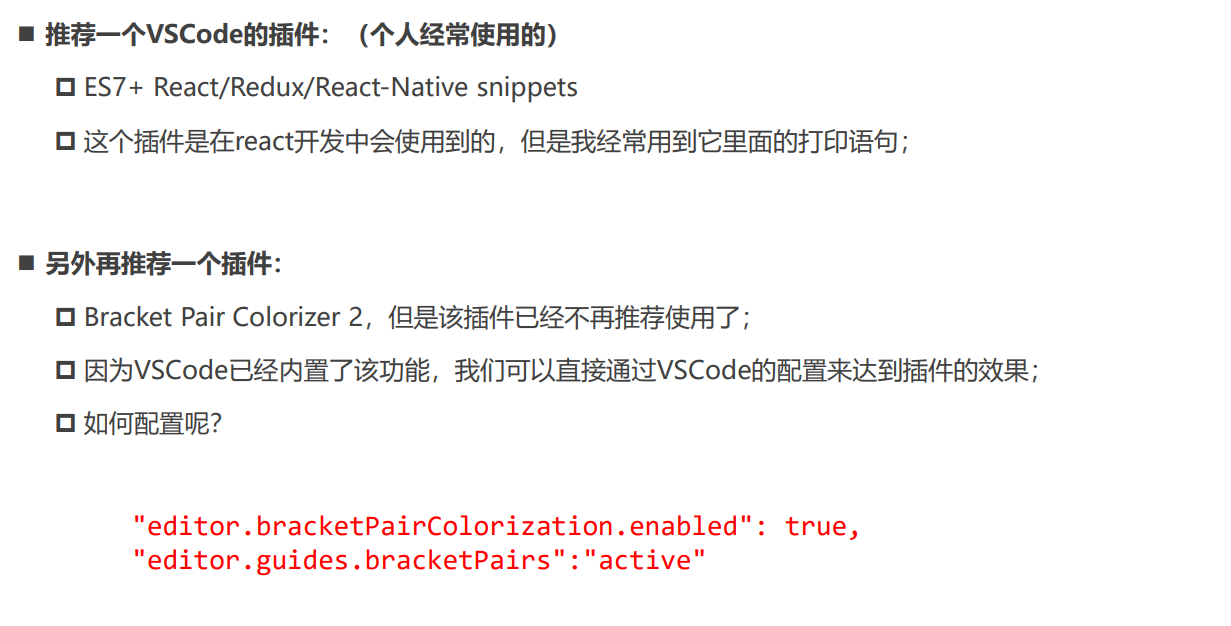 推荐一个VSCode的插件：（个人经常使用的）
ES7+ React/Redux/React-Native snippets
这个插件是在react开发中会使用到的，但是我经常用到它里面的打印语句；
另外再推荐一个插件：
Bracket Pair Colorizer 2，但是该插件已经不再推荐使用了；
因为VSCode已经内置了该功能，我们可以直接通过VSCode的配置来达到插件的效果；
如何配置呢？
"editor.bracketPairColorization.enabled": true,
"editor.guides.bracketPairs":"active"